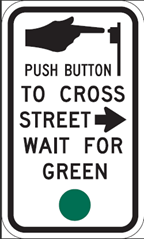 PUSH BUTTON
TO CROSS
STREET
WAIT FOR
GREEN